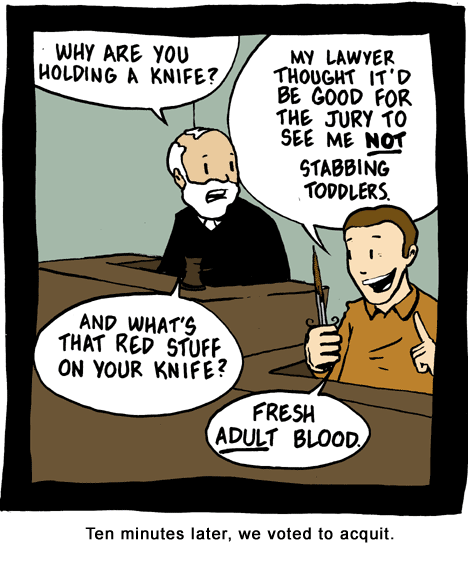 WHY ARE YOU
HOLDING A KNIFE?
MY LAWYER
THOUGHT IT'D
BE GOOD FOR
THE JURY TO
SEE ME NOT
STABBING
TODDLERS.
AND WHAT'S
THAT RED STUFF
ON YOUR KNIFE?
FRESH
ADULT BLOOD.
Ten minutes later, we voted to acquit.